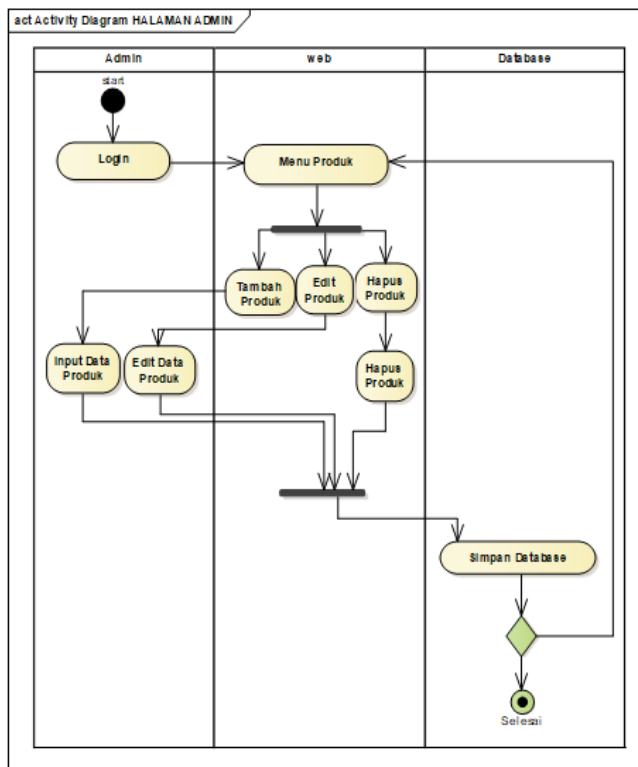 act Activity Diagram HALAMAN ADMIN
Admin
web
Database
start
Login
Menu Produk
Tambah
Produk
Edit
Produk
Hapus
Produk
Input Data
Produk
Edit Data
Produk
Hapus
Produk
Simpan Database
Selesai